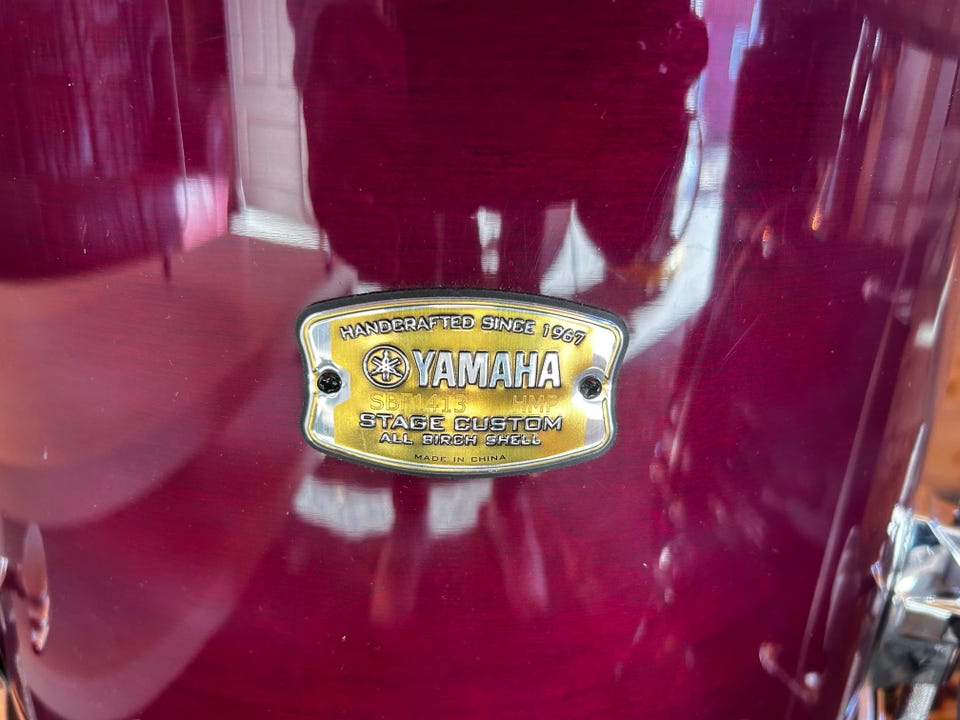 HANDCRAFTED SINCE 1967
YAMAHA
SBF1413 HMP
STAGE CUSTOM
ALL BIRCH SHELL
MADE IN CHINA